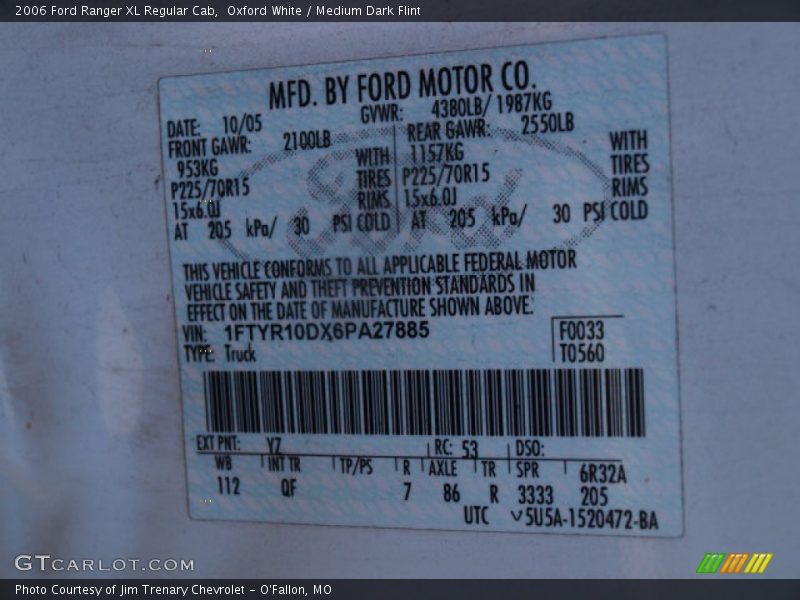 2006 Ford Ranger XL Regular Cab,  Oxford White / Medium Dark Flint
MFD. BY FORD MOTOR CO.
DATE: 10/05 GVWR: 4380LB/ 1987KG
FRONT GAWR: 2100LB REAR GAWR: 2550LB
953KG WITH 1157KG WITH
P225/70R15 TIRES P225/70R15 TIRES
15x6.0J RIMS 15x6.0J RIMS
AT 205 kPa/ 30 PSI COLD AT 205 kPa/ 30 PSI COLD
Ford
THIS VEHICLE CONFORMS TO ALL APPLICABLE FEDERAL MOTOR
VEHICLE SAFETY AND THEFT PREVENTION STANDARDS IN
EFFECT ON THE DATE OF MANUFACTURE SHOWN ABOVE.
VIN: 1FTYR10DX6PA27885 F0033
TYPE: Truck T0560
EXT PNT: YZ RC: 53 DSO:
WB INT TR TP/PS R AXLE TR SPR 6R32A
112 QF 7 86 R 3333 205
UTC 5U5A-1520472-BA
GTCARLOT.COM
Photo Courtesy of Jim Trenary Chevrolet - O'Fallon, MO